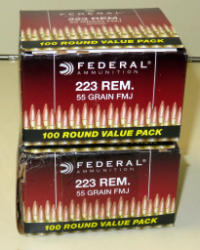 FEDERAL
AMMUNITION
223 REM.
55 GRAIN FMJ
100 ROUND VALUE PACK
FEDERAL
AMMUNITION
223 REM.
55 GRAIN FMJ
100 ROUND VALUE PACK